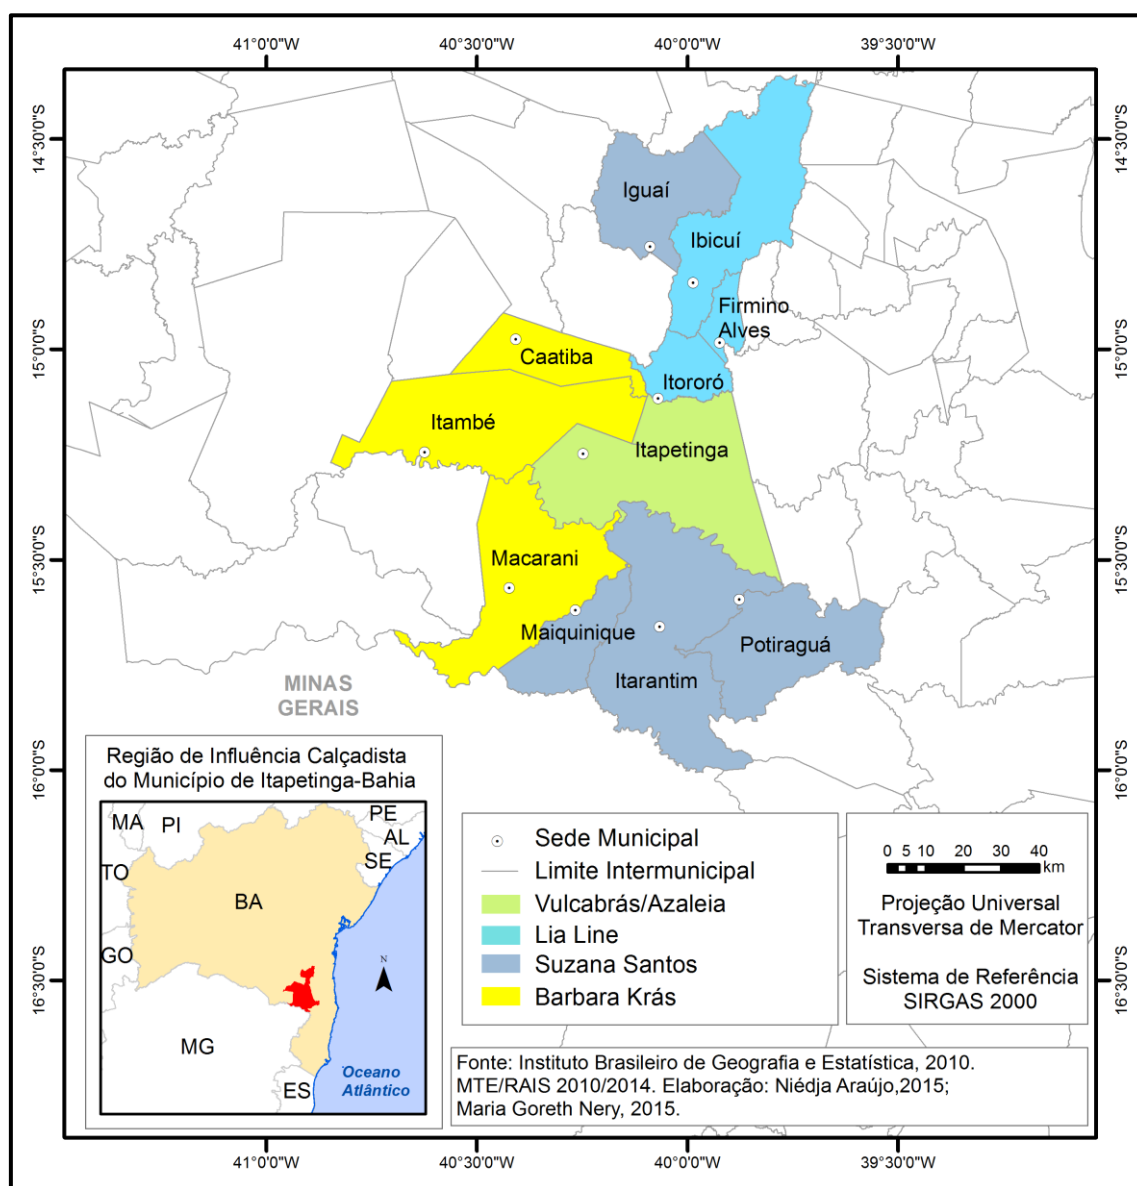 41°0'0"W
40°30'0"W
40°0'0"W
39°30'0"W
14°30'0"S
14°30'0"S
Iguaí
Ibicuí
Firmino
Alves
15°0'0"S
15°0'0"S
Caatiba
Itororó
Itambé
Itapetinga
15°30'0"S
15°30'0"S
Macarani
Maiquinique
Potiraguá
Itarantim
MINAS
GERAIS
16°0'0"S
16°0'0"S
Região de Influência Calçadista
do Município de Itapetinga-Bahia
MA
PI
PE
AL
SE
TO
BA
GO
N
MG
ES
Oceano
Atlântico
Sede Municipal
Limite Intermunicipal
Vulcabrás/Azaleia
Lia Line
Suzana Santos
Barbara Krás
0 5 10 20 30 40
km
Projeção Universal
Transversa de Mercator
Sistema de Referência
SIRGAS 2000
16°30'0"S
16°30'0"S
Fonte: Instituto Brasileiro de Geografia e Estatística, 2010.
MTE/RAIS 2010/2014. Elaboração: Niédja Araújo,2015;
Maria Goreth Nery, 2015.
41°0'0"W
40°30'0"W
40°0'0"W
39°30'0"W